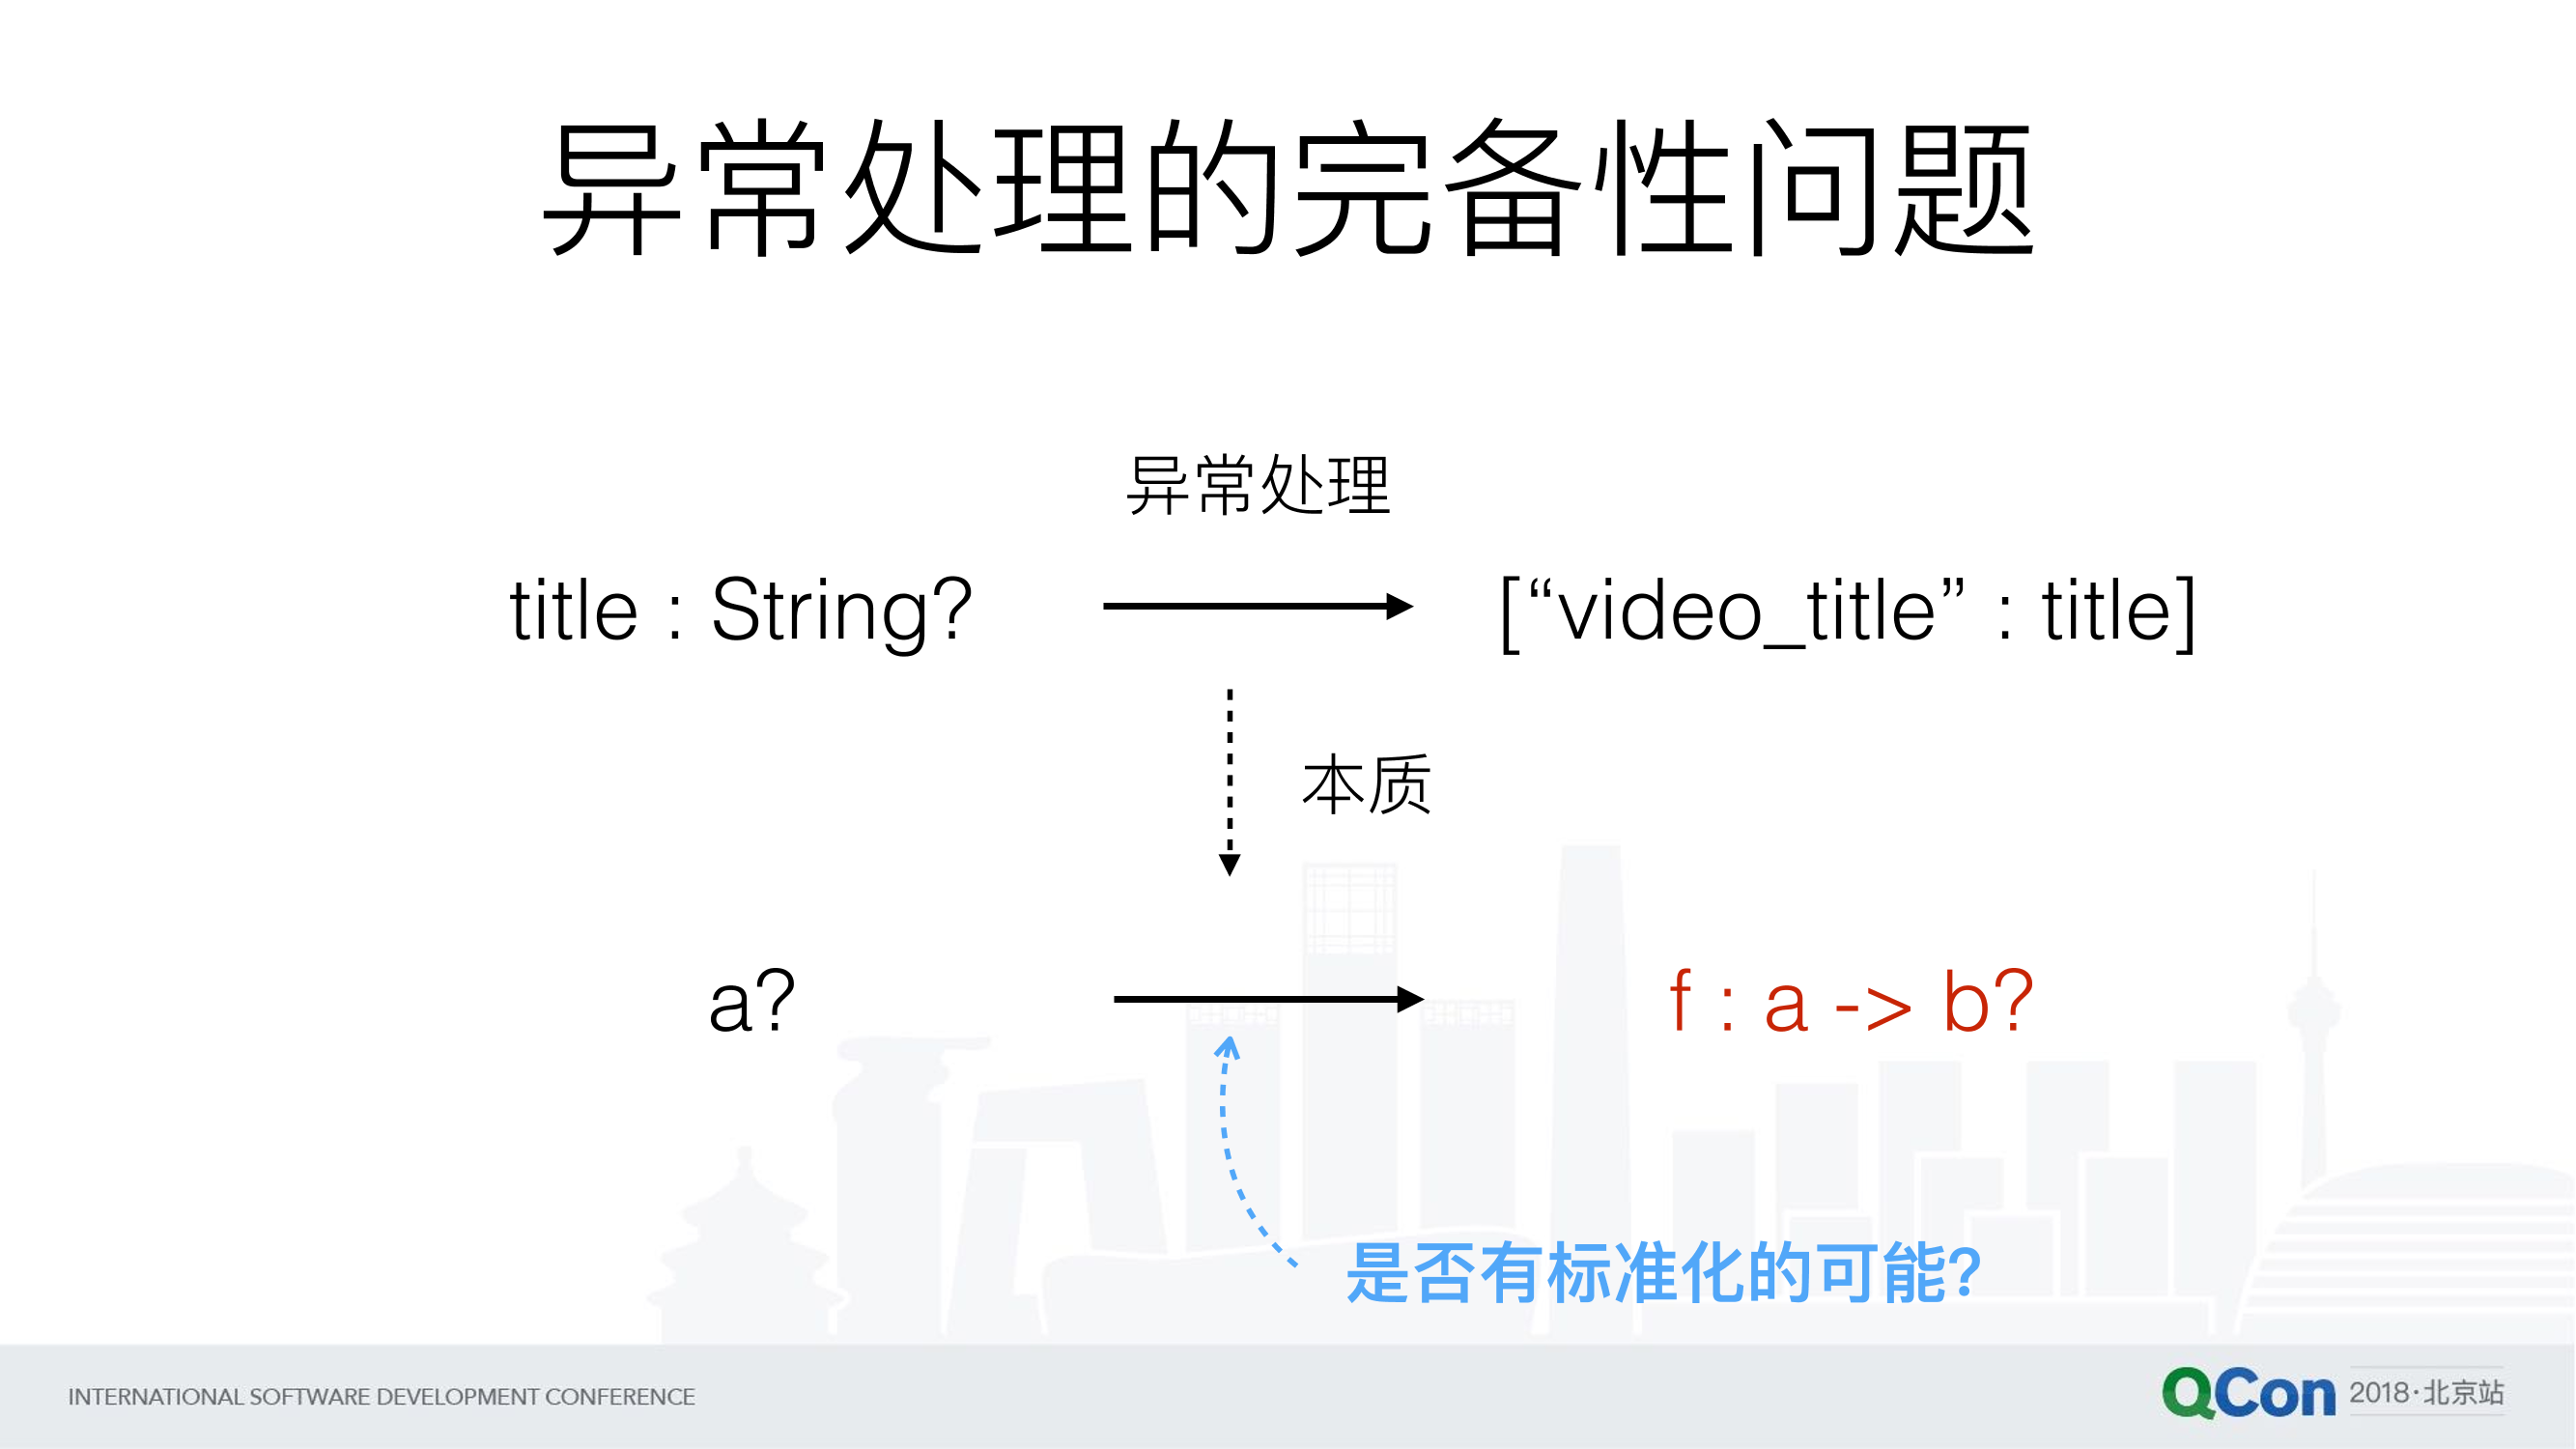 异常处理的完备性问题
异常处理
title : String?
[“video_title” : title]
本质
a?
f : a -> b?
是否有标准化的可能?
INTERNATIONAL SOFTWARE DEVELOPMENT CONFERENCE
QCon 2018·北京站